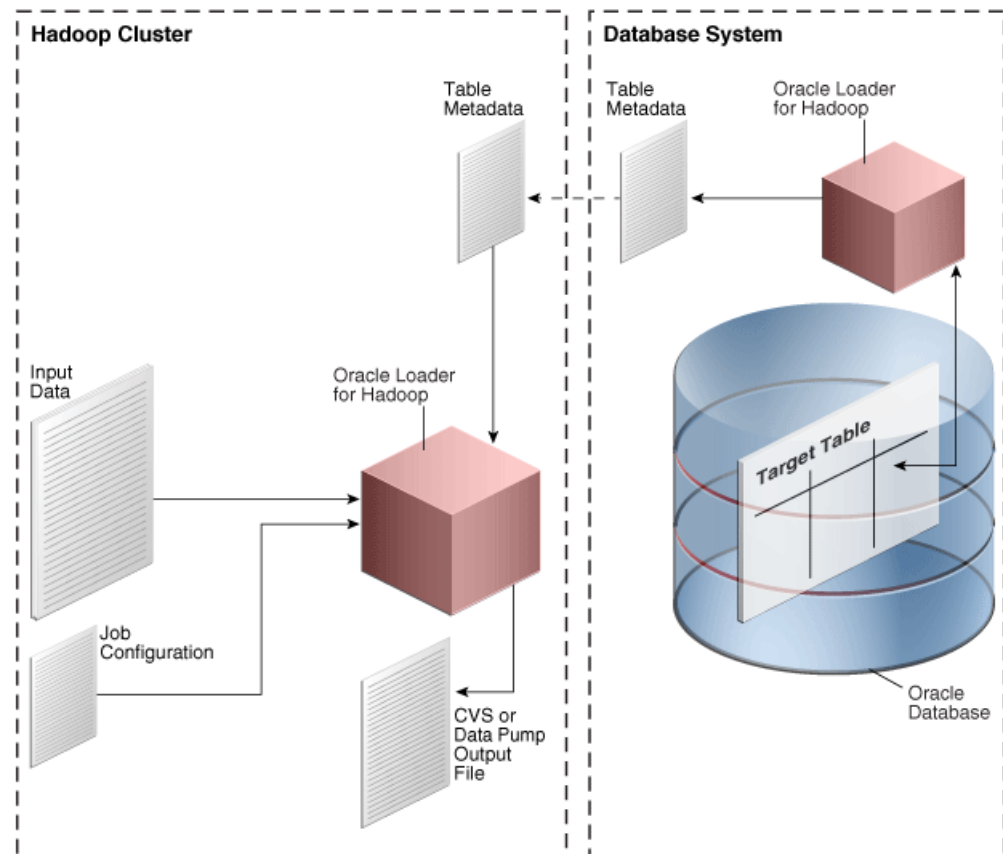 Hadoop Cluster
Database System
Table
Metadata
Table
Metadata
Oracle Loader
for Hadoop
Input
Data
Oracle Loader
for Hadoop
Target Table
Job
Configuration
CVS or
Data Pump
Output
File
Oracle
Database